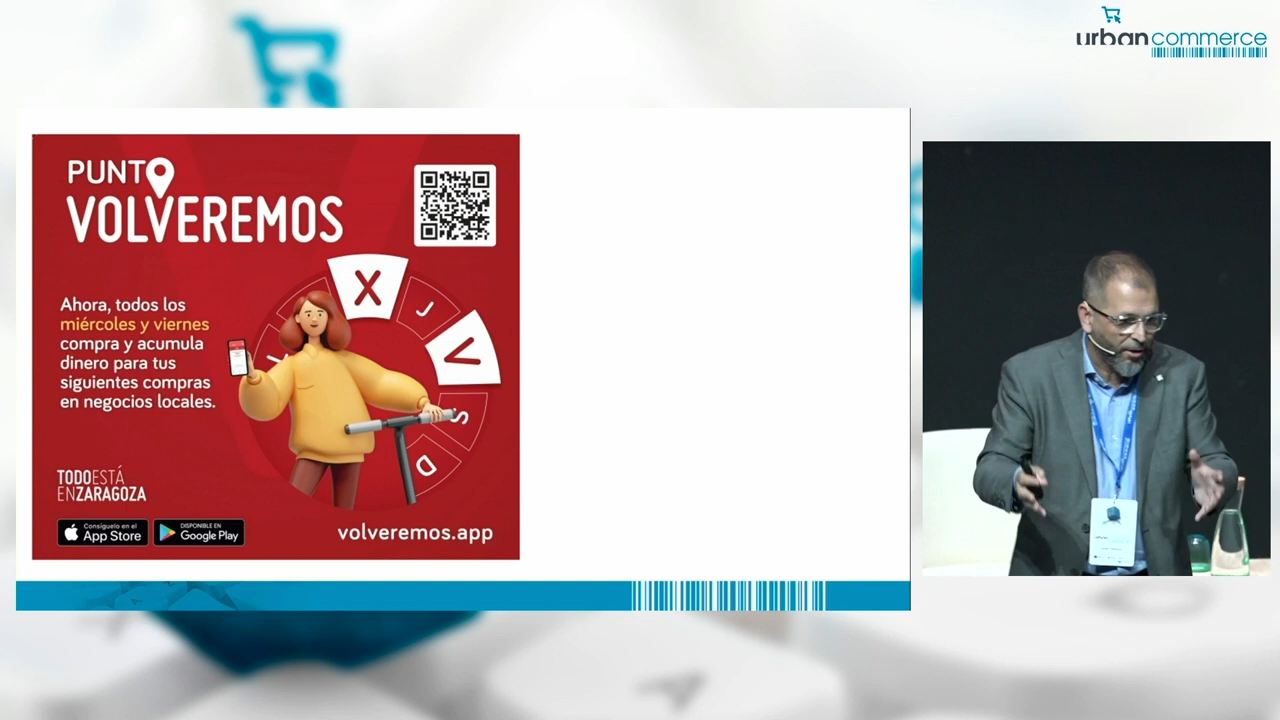 urbancommerce
PUNTO
VOLVEREMOS
Ahora, todos los
miércoles y viernes
compra y acumula
dinero para tus
siguientes compras
en negocios locales.
X
J
V
S
D
TODOESTÁ
ENZARAGOZA
Consíguelo en el
App Store
DISPONIBLE EN
Google Play
volveremos.app